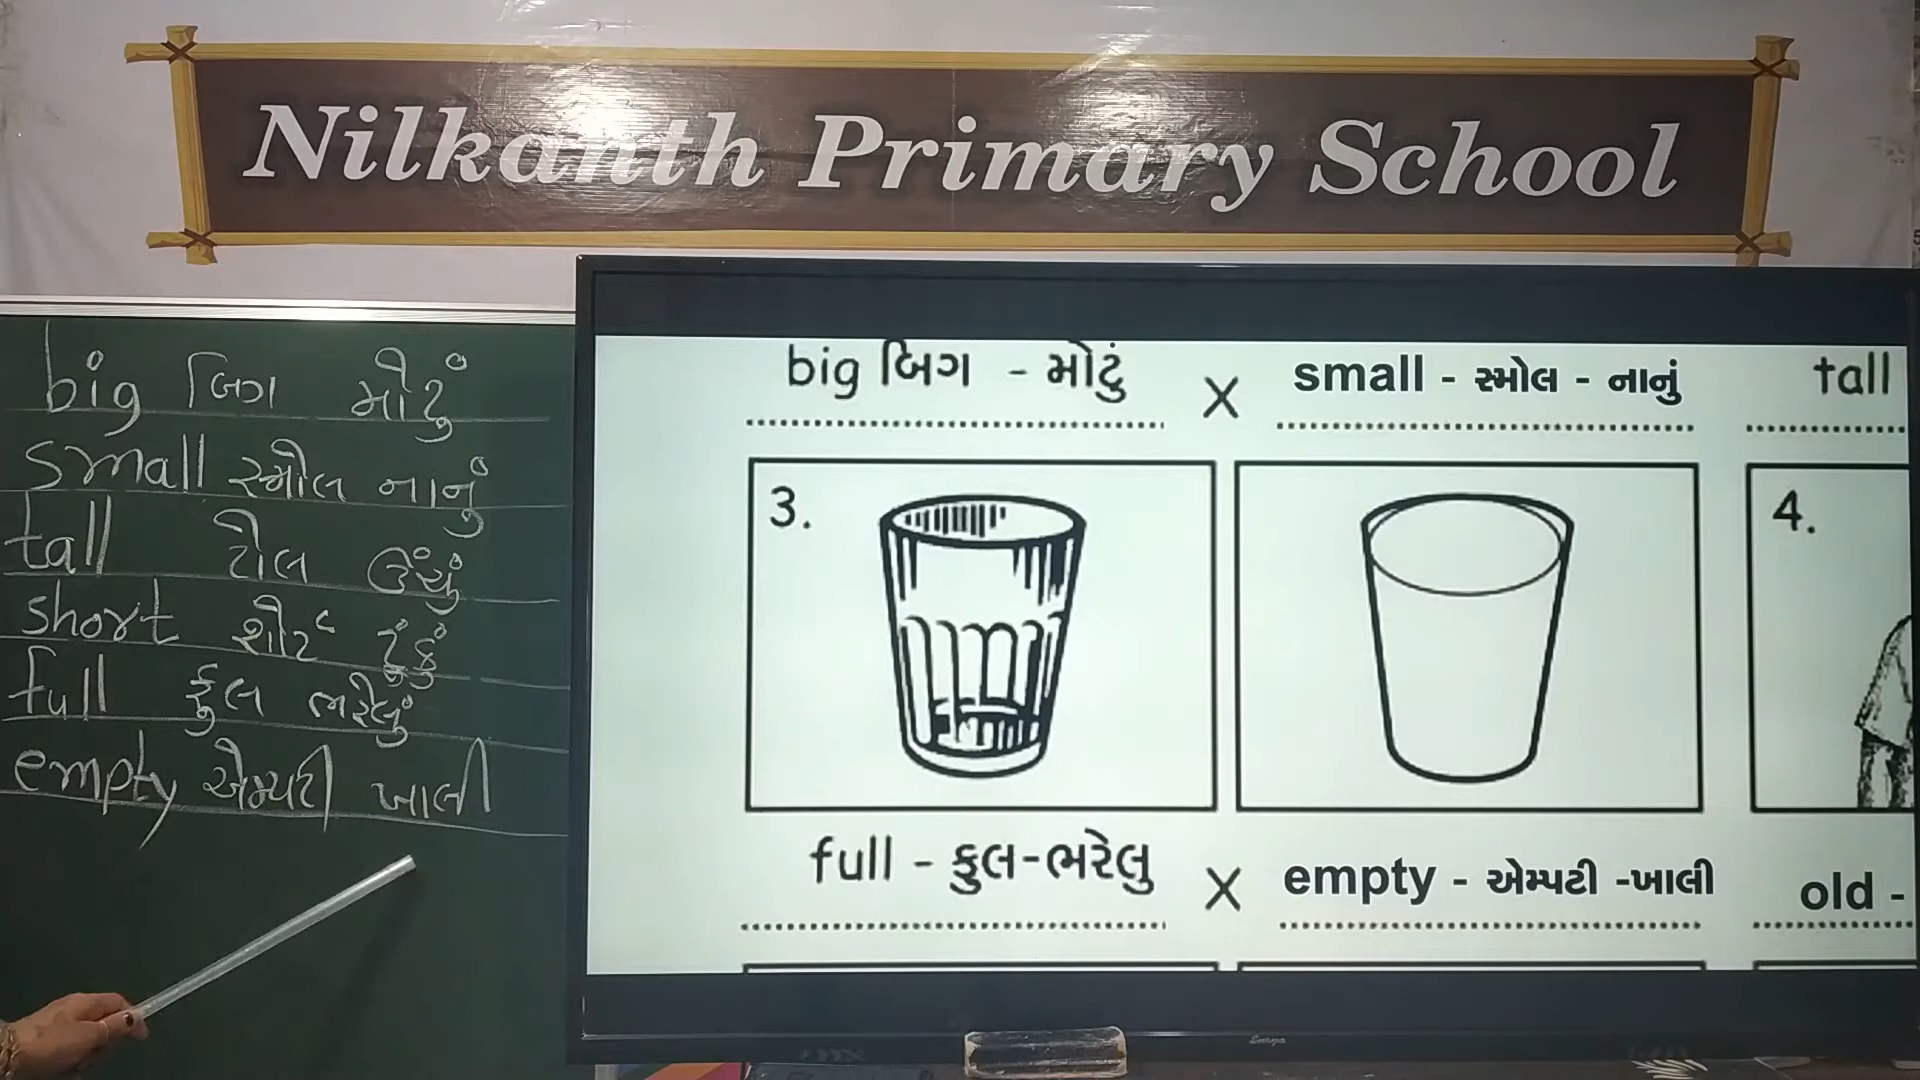 Nilkanth Primary School
big બિગ મોટું
small સ્મોલ નાનું
tall ટોલ ઊંચું
short શોર્ટ ટૂંકું
full ફુલ ભરેલું
empty એમ્પટી ખાલી
big બિગ - મોટું X small - સ્મોલ - નાનું tall
3.
4.
full - ફુલ-ભરેલુ X empty - એમ્પટી -ખાલી old -